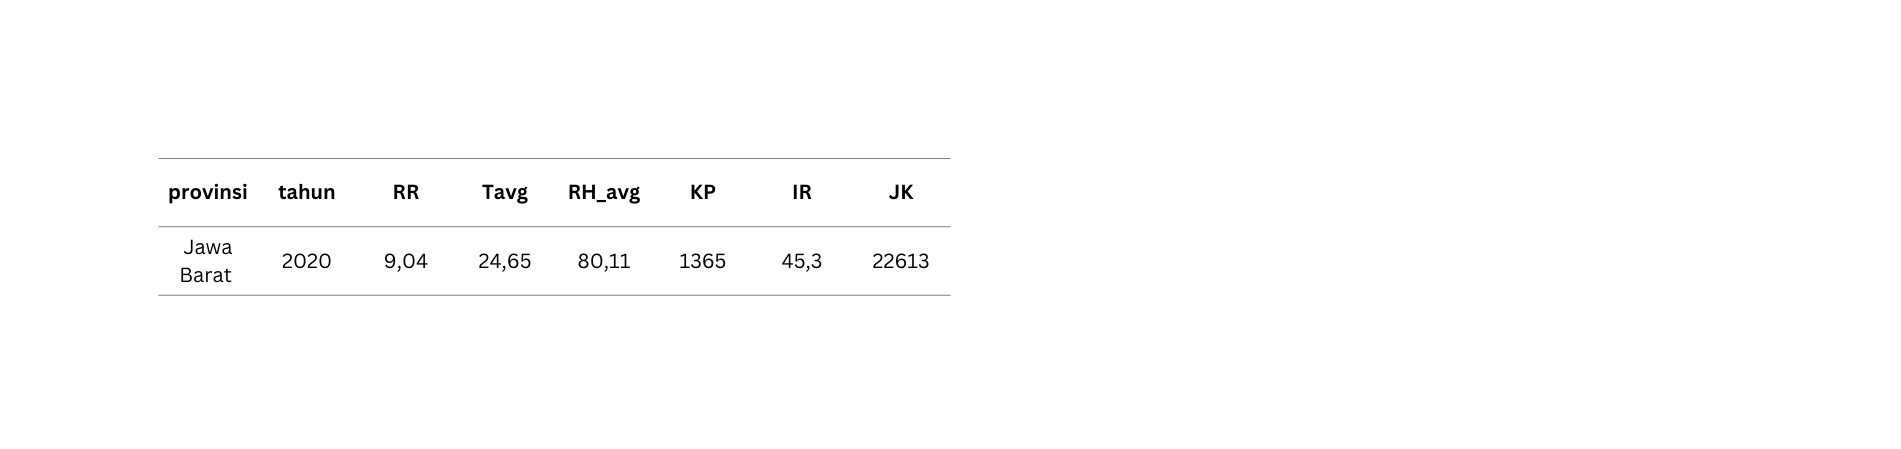 provinsi tahun RR Tavg RH_avg KP IR JK
Jawa
Barat 2020 9,04 24,65 80,11 1365 45,3 22613